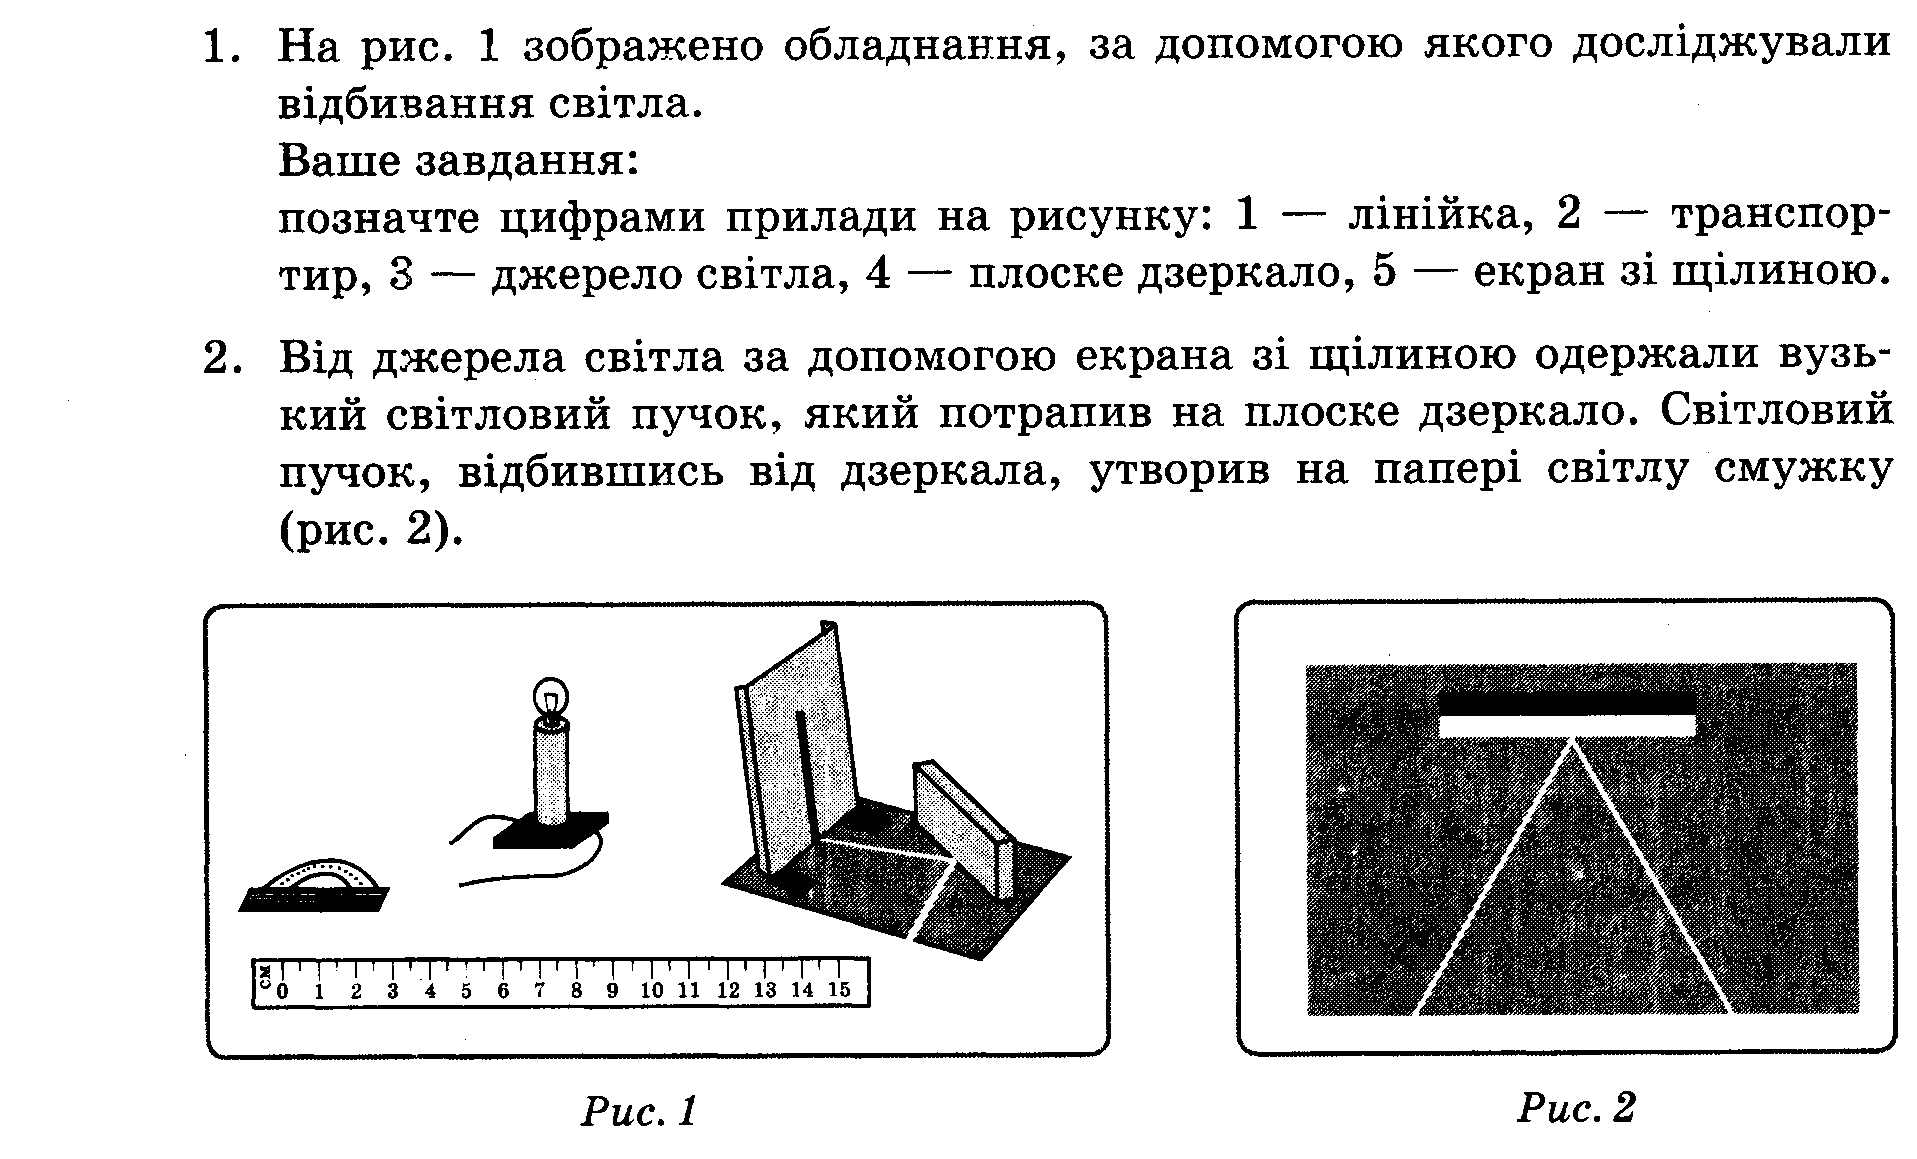 1. На рис. 1 зображено обладнання, за допомогою якого досліджували
відбивання світла.
Ваше завдання:
позначте цифрами прилади на рисунку: 1 — лінійка, 2 — транспор-
тир, 3 — джерело світла, 4 — плоске дзеркало, 5 — екран зі щілиною.
2. Від джерела світла за допомогою екрана зі щілиною одержали вузь-
кий світловий пучок, який потрапив на плоске дзеркало. Світловий
пучок, відбившись від дзеркала, утворив на папері світлу смужку
(рис. 2).
см 0 1 2 3 4 5 6 7 8 9 10 11 12 13 14 15
Рис. 1
Рис. 2